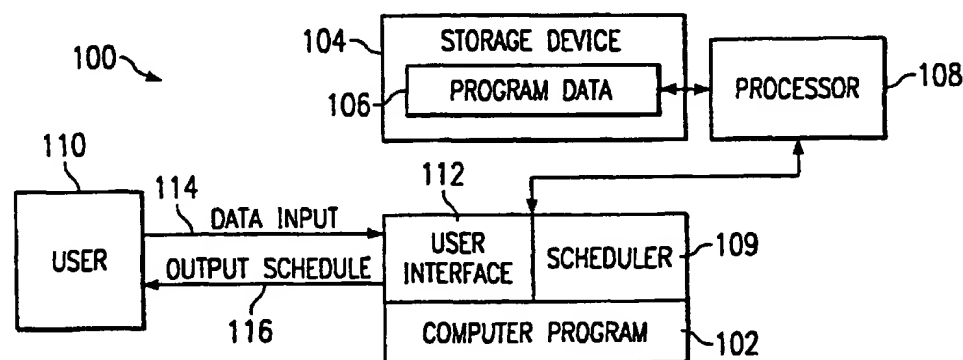 100
104
STORAGE DEVICE
106
PROGRAM DATA
PROCESSOR
108
110
USER
114
DATA INPUT
OUTPUT SCHEDULE
116
112
USER
INTERFACE
SCHEDULER
109
COMPUTER PROGRAM
102